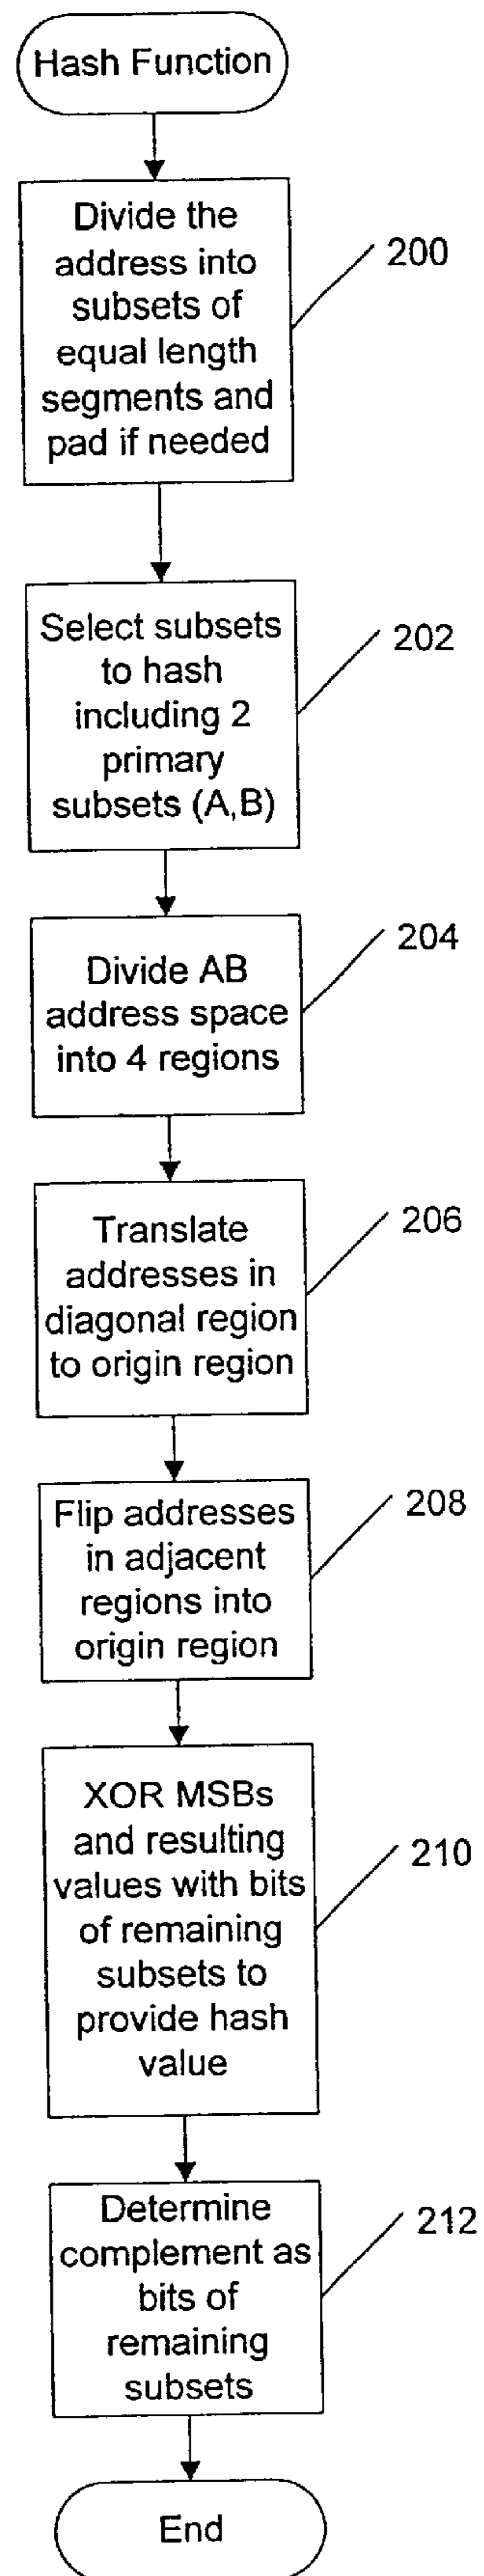 Hash Function
Divide the
address into
subsets of
equal length
segments and
pad if needed
200
Select subsets
to hash
including 2
primary
subsets (A,B)
202
Divide AB
address space
into 4 regions
204
Translate
addresses in
diagonal region
to origin region
206
Flip addresses
in adjacent
regions into
origin region
208
XOR MSBs
and resulting
values with bits
of remaining
subsets to
provide hash
value
210
Determine
complement as
bits of
remaining
subsets
212
End